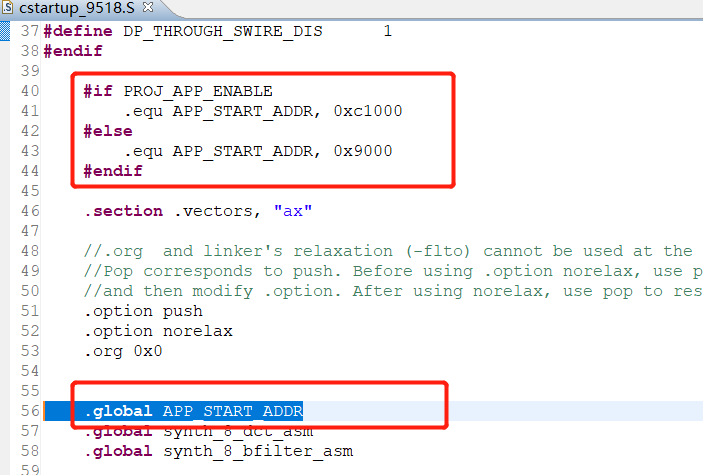 cstartup_9518.S
37 #define DP_THROUGH_SWIRE_DIS 1
38 #endif
39
40 #if PROJ_APP_ENABLE
41 .equ APP_START_ADDR, 0xc1000
42 #else
43 .equ APP_START_ADDR, 0x9000
44 #endif
45
46 .section .vectors, "ax"
47
48 //.org and linker's relaxation (-flto) cannot be used at the
49 //Pop corresponds to push. Before using .option norelax, use p
50 //and then modify .option. After using norelax, use pop to res
51 .option push
52 .option norelax
53 .org 0x0
54
55
56 .global APP_START_ADDR
57 .global synth_8_dct_asm
58 .global synth_8_bfilter_asm
59